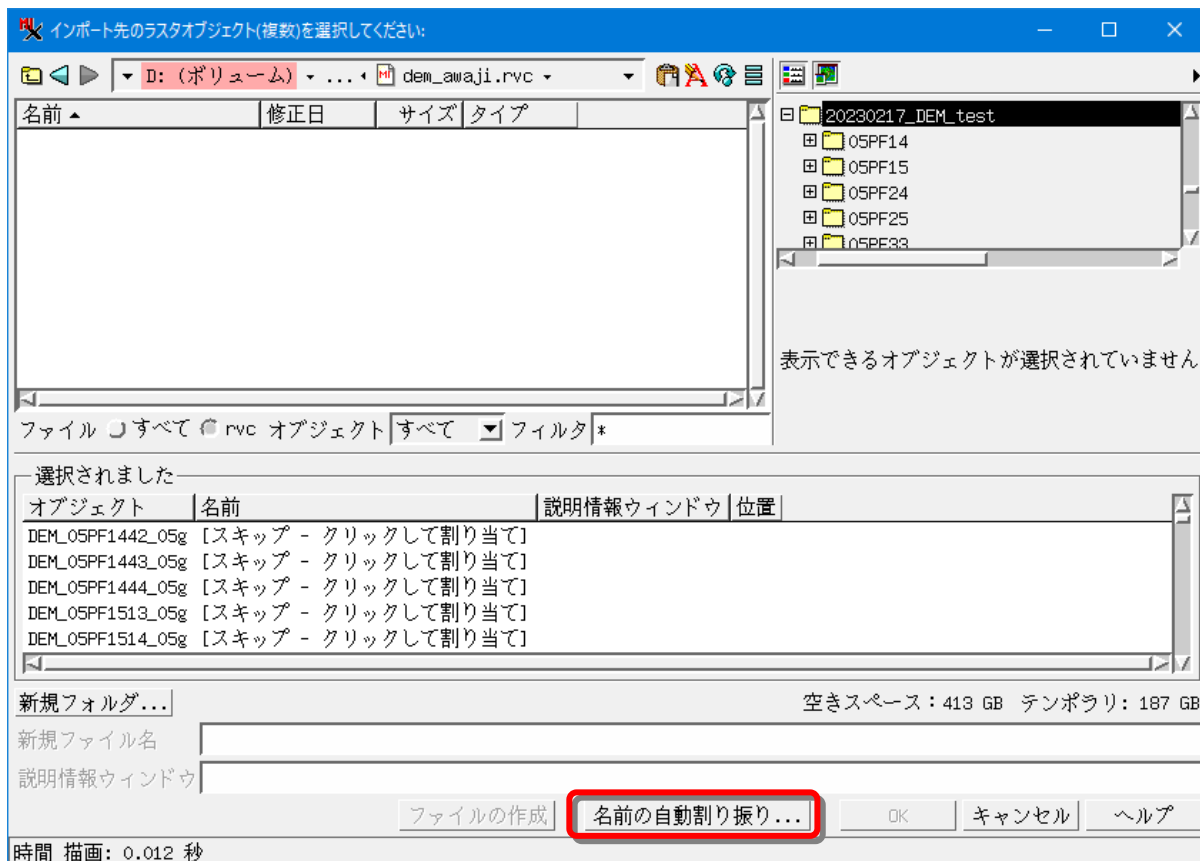 インポート先のラスタオブジェクト(複数)を選択してください:
D: (ボリューム) ... dem_awaji.rvc
名前 修正日 サイズ タイプ
20230217_DEM_test
05PF14
05PF15
05PF24
05PF25
05PF33
表示できるオブジェクトが選択されていません
ファイル すべて rvc オブジェクト すべて フィルタ *
選択されました
オブジェクト 名前 説明情報ウィンドウ 位置
DEM_05PF1442_05g [スキップ - クリックして割り当て]
DEM_05PF1443_05g [スキップ - クリックして割り当て]
DEM_05PF1444_05g [スキップ - クリックして割り当て]
DEM_05PF1513_05g [スキップ - クリックして割り当て]
DEM_05PF1514_05g [スキップ - クリックして割り当て]
新規フォルダ... 空きスペース：413 GB テンポラリ: 187 GB
新規ファイル名
説明情報ウィンドウ
ファイルの作成 名前の自動割り振り... OK キャンセル ヘルプ
時間 描画: 0.012 秒